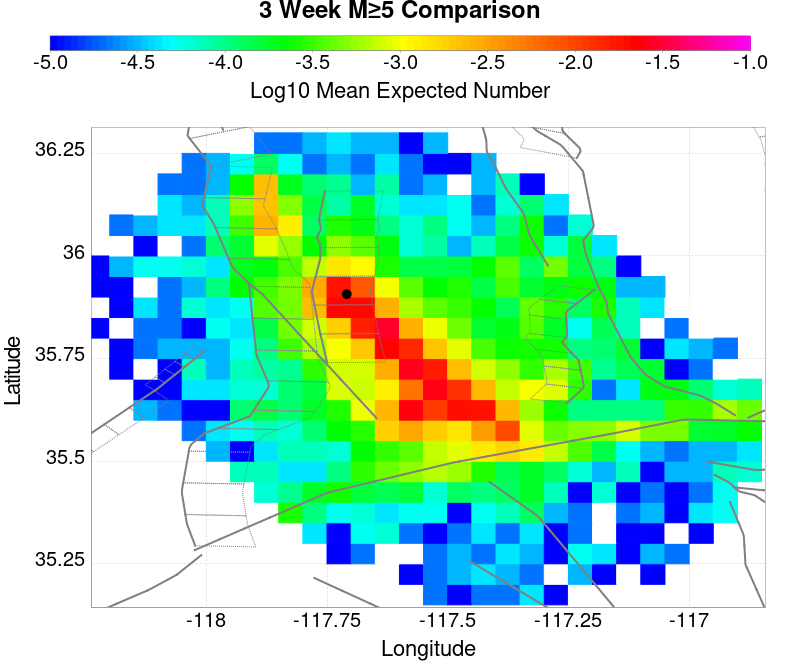 3 Week M≥5 Comparison
-5.0 -4.5 -4.0 -3.5 -3.0 -2.5 -2.0 -1.5 -1.0
Log10 Mean Expected Number
36.25
36
35.75
35.5
35.25
Latitude
-118 -117.75 -117.5 -117.25 -117
Longitude